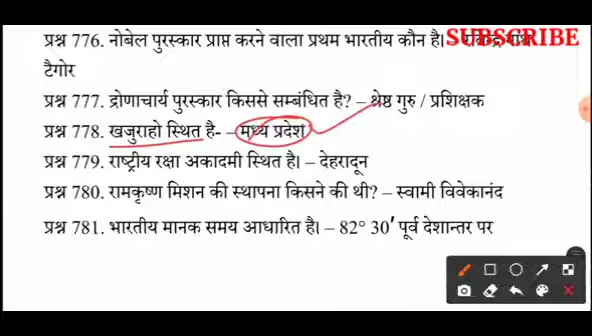 प्रश्न 776. नोबेल पुरस्कार प्राप्त करने वाला प्रथम भारतीय कौन है।
SUBSCRIBE
टैगोर
प्रश्न 777. द्रोणाचार्य पुरस्कार किससे सम्बंधित है? – श्रेष्ठ गुरु / प्रशिक्षक
प्रश्न 778. खजुराहो स्थित है- – मध्य प्रदेश
प्रश्न 779. राष्ट्रीय रक्षा अकादमी स्थित है। – देहरादून
प्रश्न 780. रामकृष्ण मिशन की स्थापना किसने की थी? – स्वामी विवेकानंद
प्रश्न 781. भारतीय मानक समय आधारित है। – 82° 30′ पूर्व देशान्तर पर